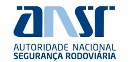 ansr
AUTORIDADE NACIONAL
SEGURANÇA RODOVIÁRIA